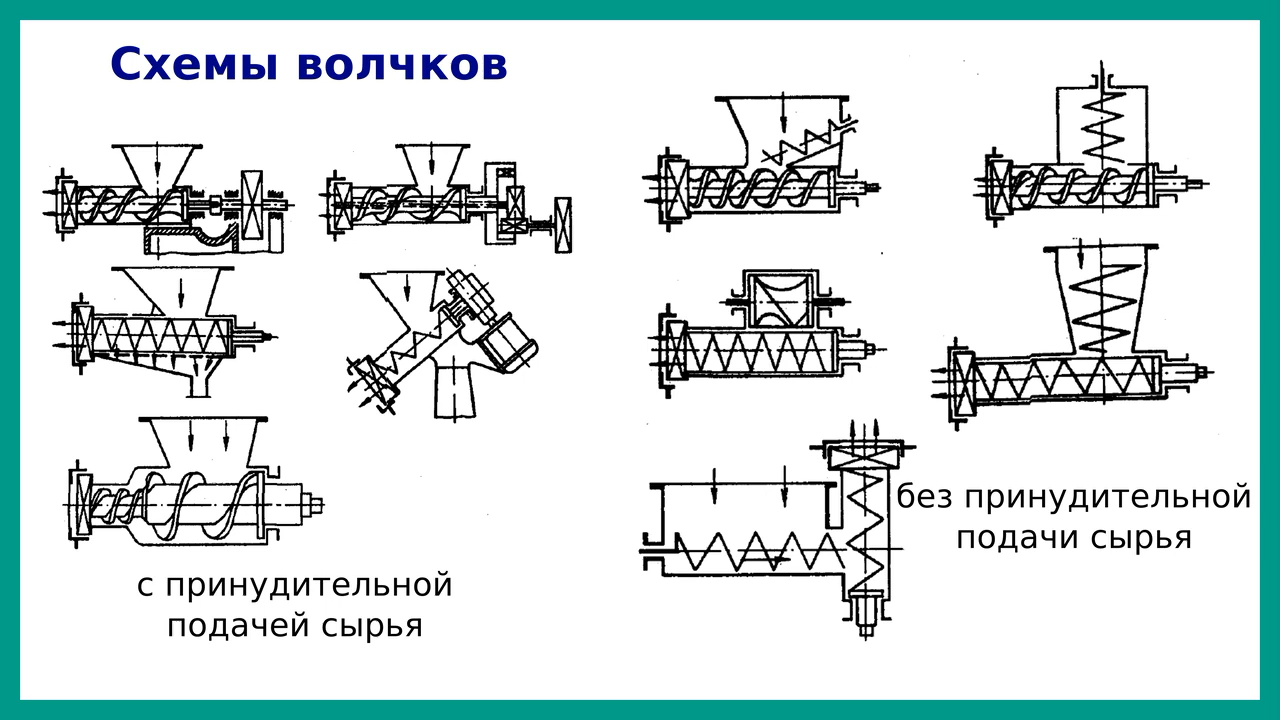 Схемы волчков
с принудительной
подачей сырья
без принудительной
подачи сырья